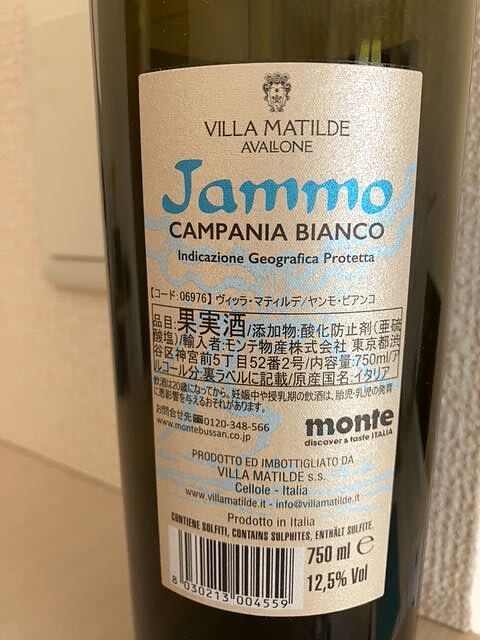 VILLA MATILDE
AVALLONE
Jammo
CAMPANIA BIANCO
Indicazione Geografica Protetta
【コード:06976】ヴィッラ・マティルデ/ヤンモ・ビアンコ
品目:果実酒/添加物:酸化防止剤(亜硫
酸塩)/輸入者:モンテ物産株式会社 東京都渋
谷区神宮前5丁目52番2号/内容量:750ml/ア
ルコール分:裏ラベルに記載/原産国名:イタリア
飲酒は20歳になってから。妊娠中や授乳期の飲酒は、胎児・乳児の発育
に悪影響を与えるおそれがあります。
お問合せ先 0120-348-566
www.montebussan.co.jp
monte
discover & taste ITALIA
PRODOTTO ED IMBOTTIGLIATO DA
VILLA MATILDE s.s.
Cellole - Italia
www.villamatilde.it - info@villamatilde.it
Prodotto in Italia
CONTIENE SOLFITI, CONTAINS SULPHITES, ENTHÄLT SULFITE.
750 ml e
12,5% Vol
8 030213 004559